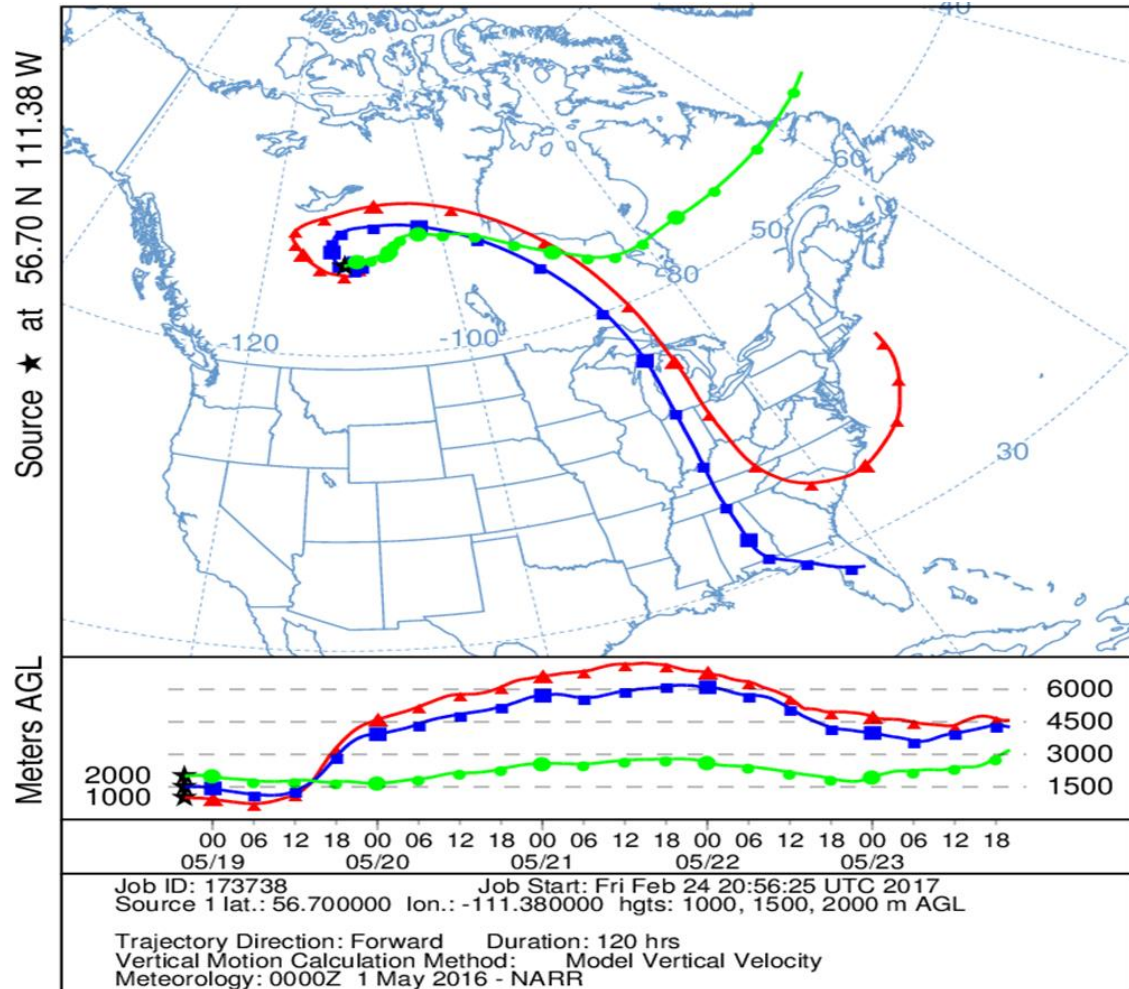 40
60
50
-80
-120
-100
30
Source ★ at 56.70 N 111.38 W
Meters AGL
6000
4500
3000
1500
2000
1000
00 06 12 18 00 06 12 18 00 06 12 18 00 06 12 18 00 06 12 18
05/19 05/20 05/21 05/22 05/23
Job ID: 173738 Job Start: Fri Feb 24 20:56:25 UTC 2017
Source 1 lat.: 56.700000 lon.: -111.380000 hgts: 1000, 1500, 2000 m AGL
Trajectory Direction: Forward Duration: 120 hrs
Vertical Motion Calculation Method: Model Vertical Velocity
Meteorology: 0000Z 1 May 2016 - NARR